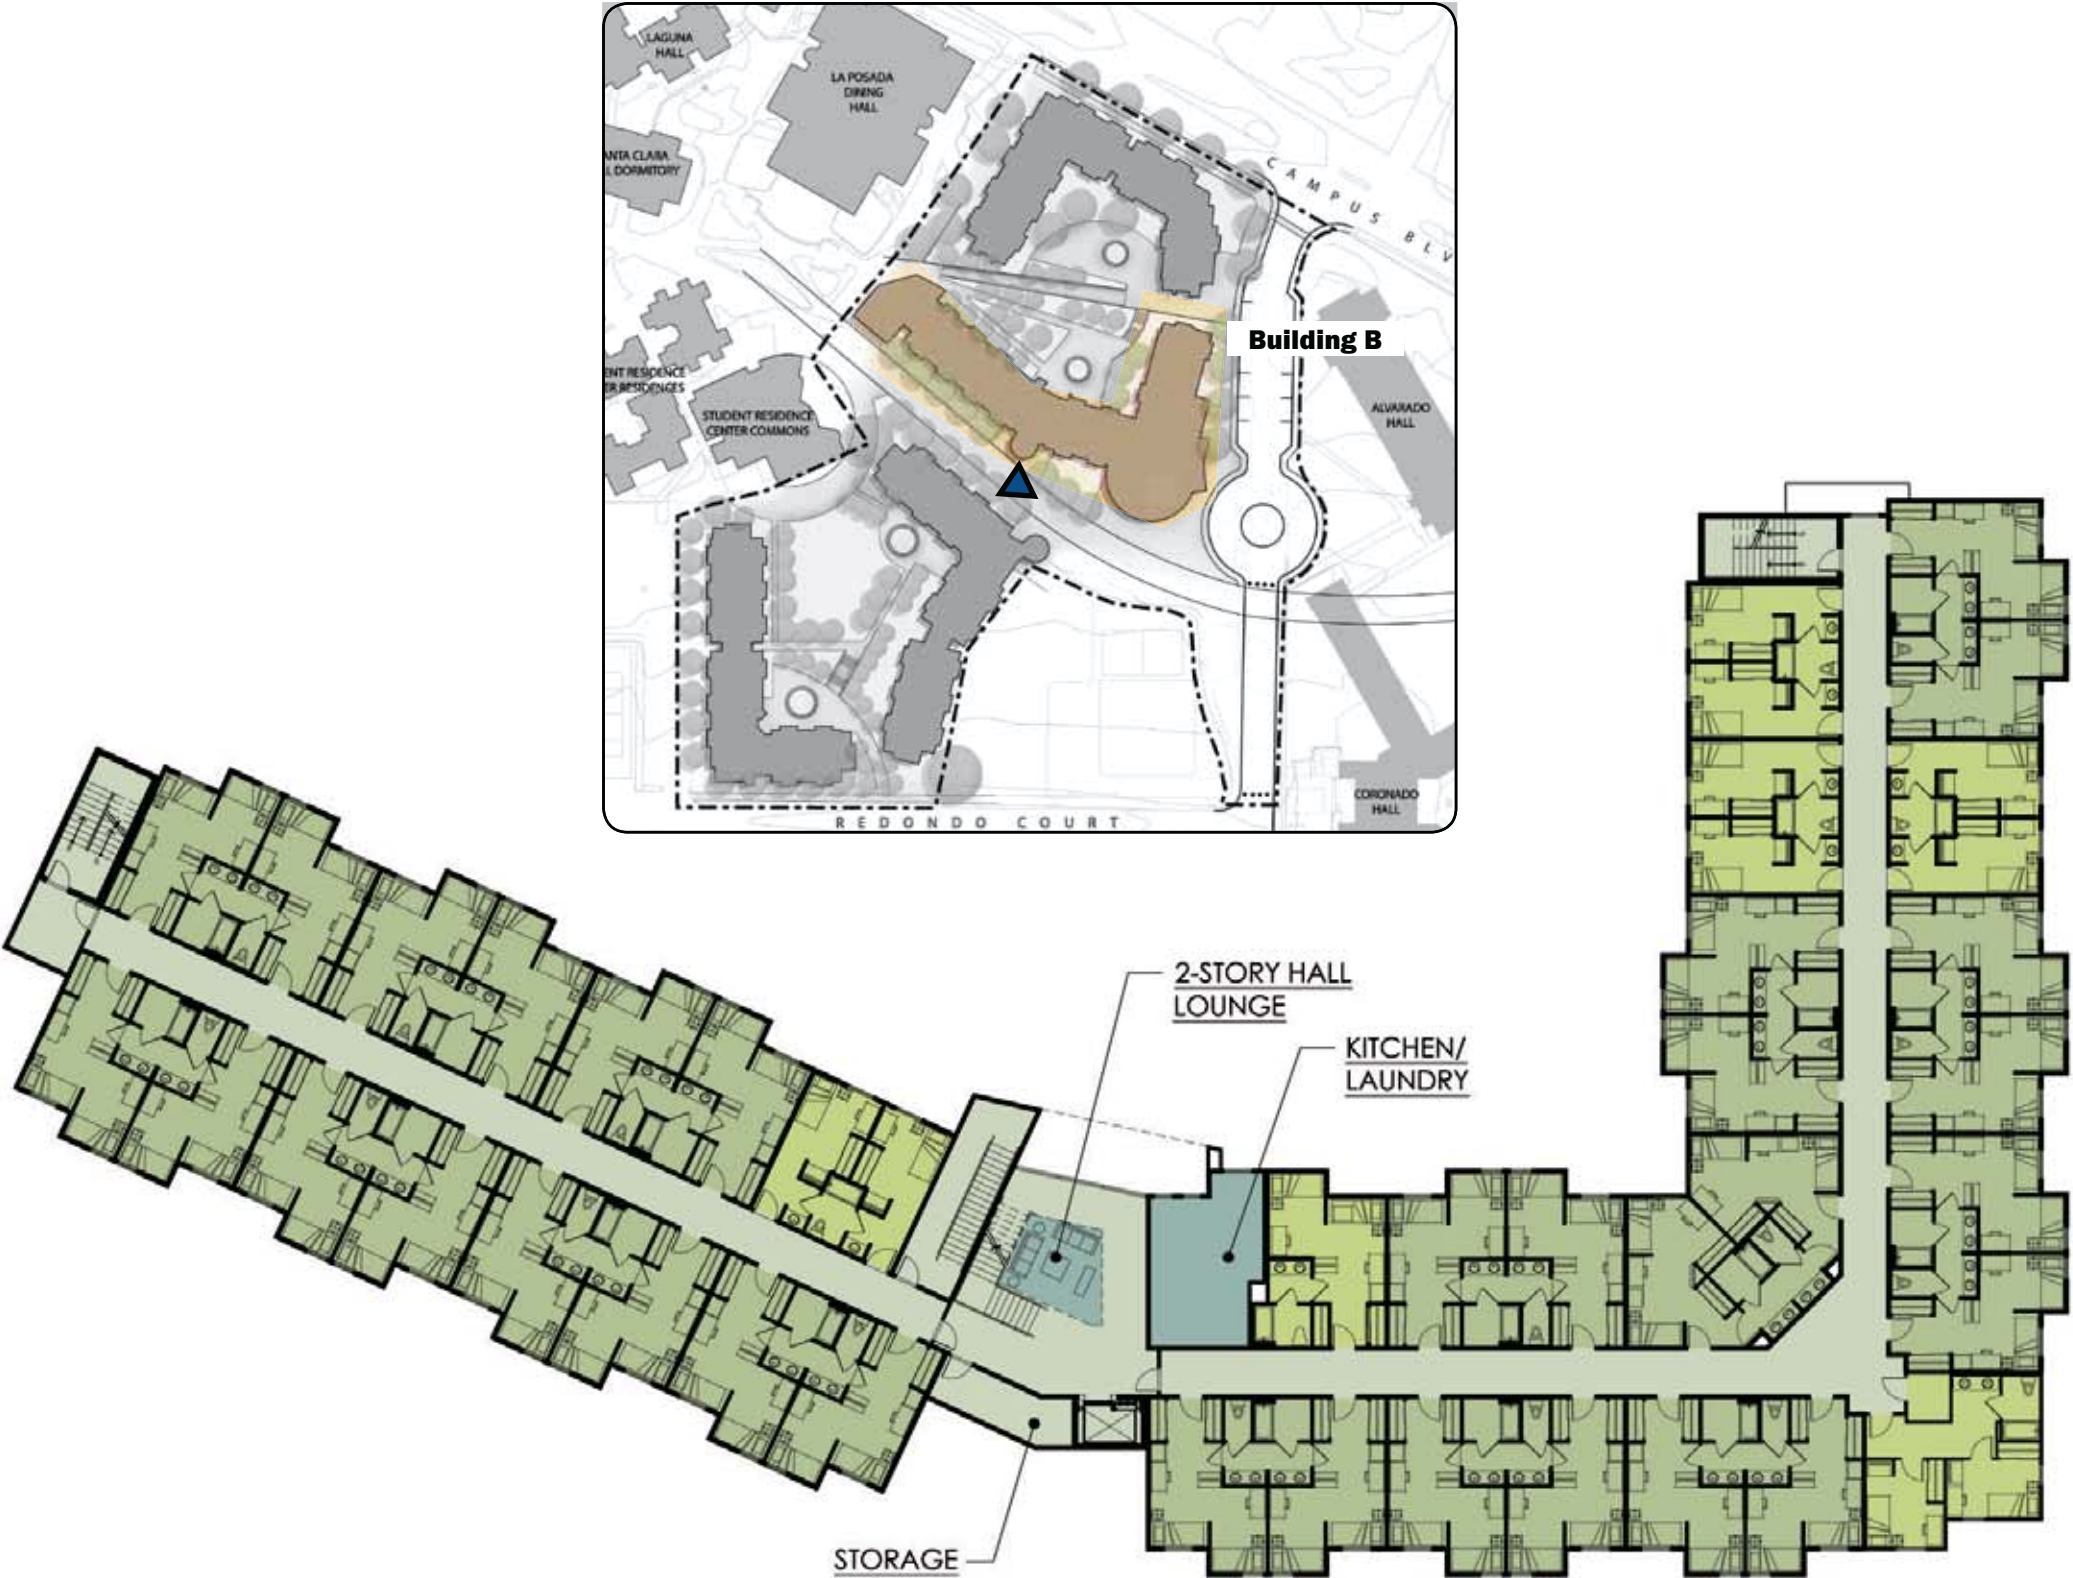 LAGUNA
HALL
LA POSADA
DINING
HALL
ANTA CLARA
L DORMITORY
CAMPUS BLV
Building B
ENT RESIDENCE
ER RESIDENCES
STUDENT RESIDENCE
CENTER COMMONS
ALVARADO
HALL
CORONADO
HALL
REDONDO COURT
2-STORY HALL
LOUNGE
KITCHEN/
LAUNDRY
STORAGE